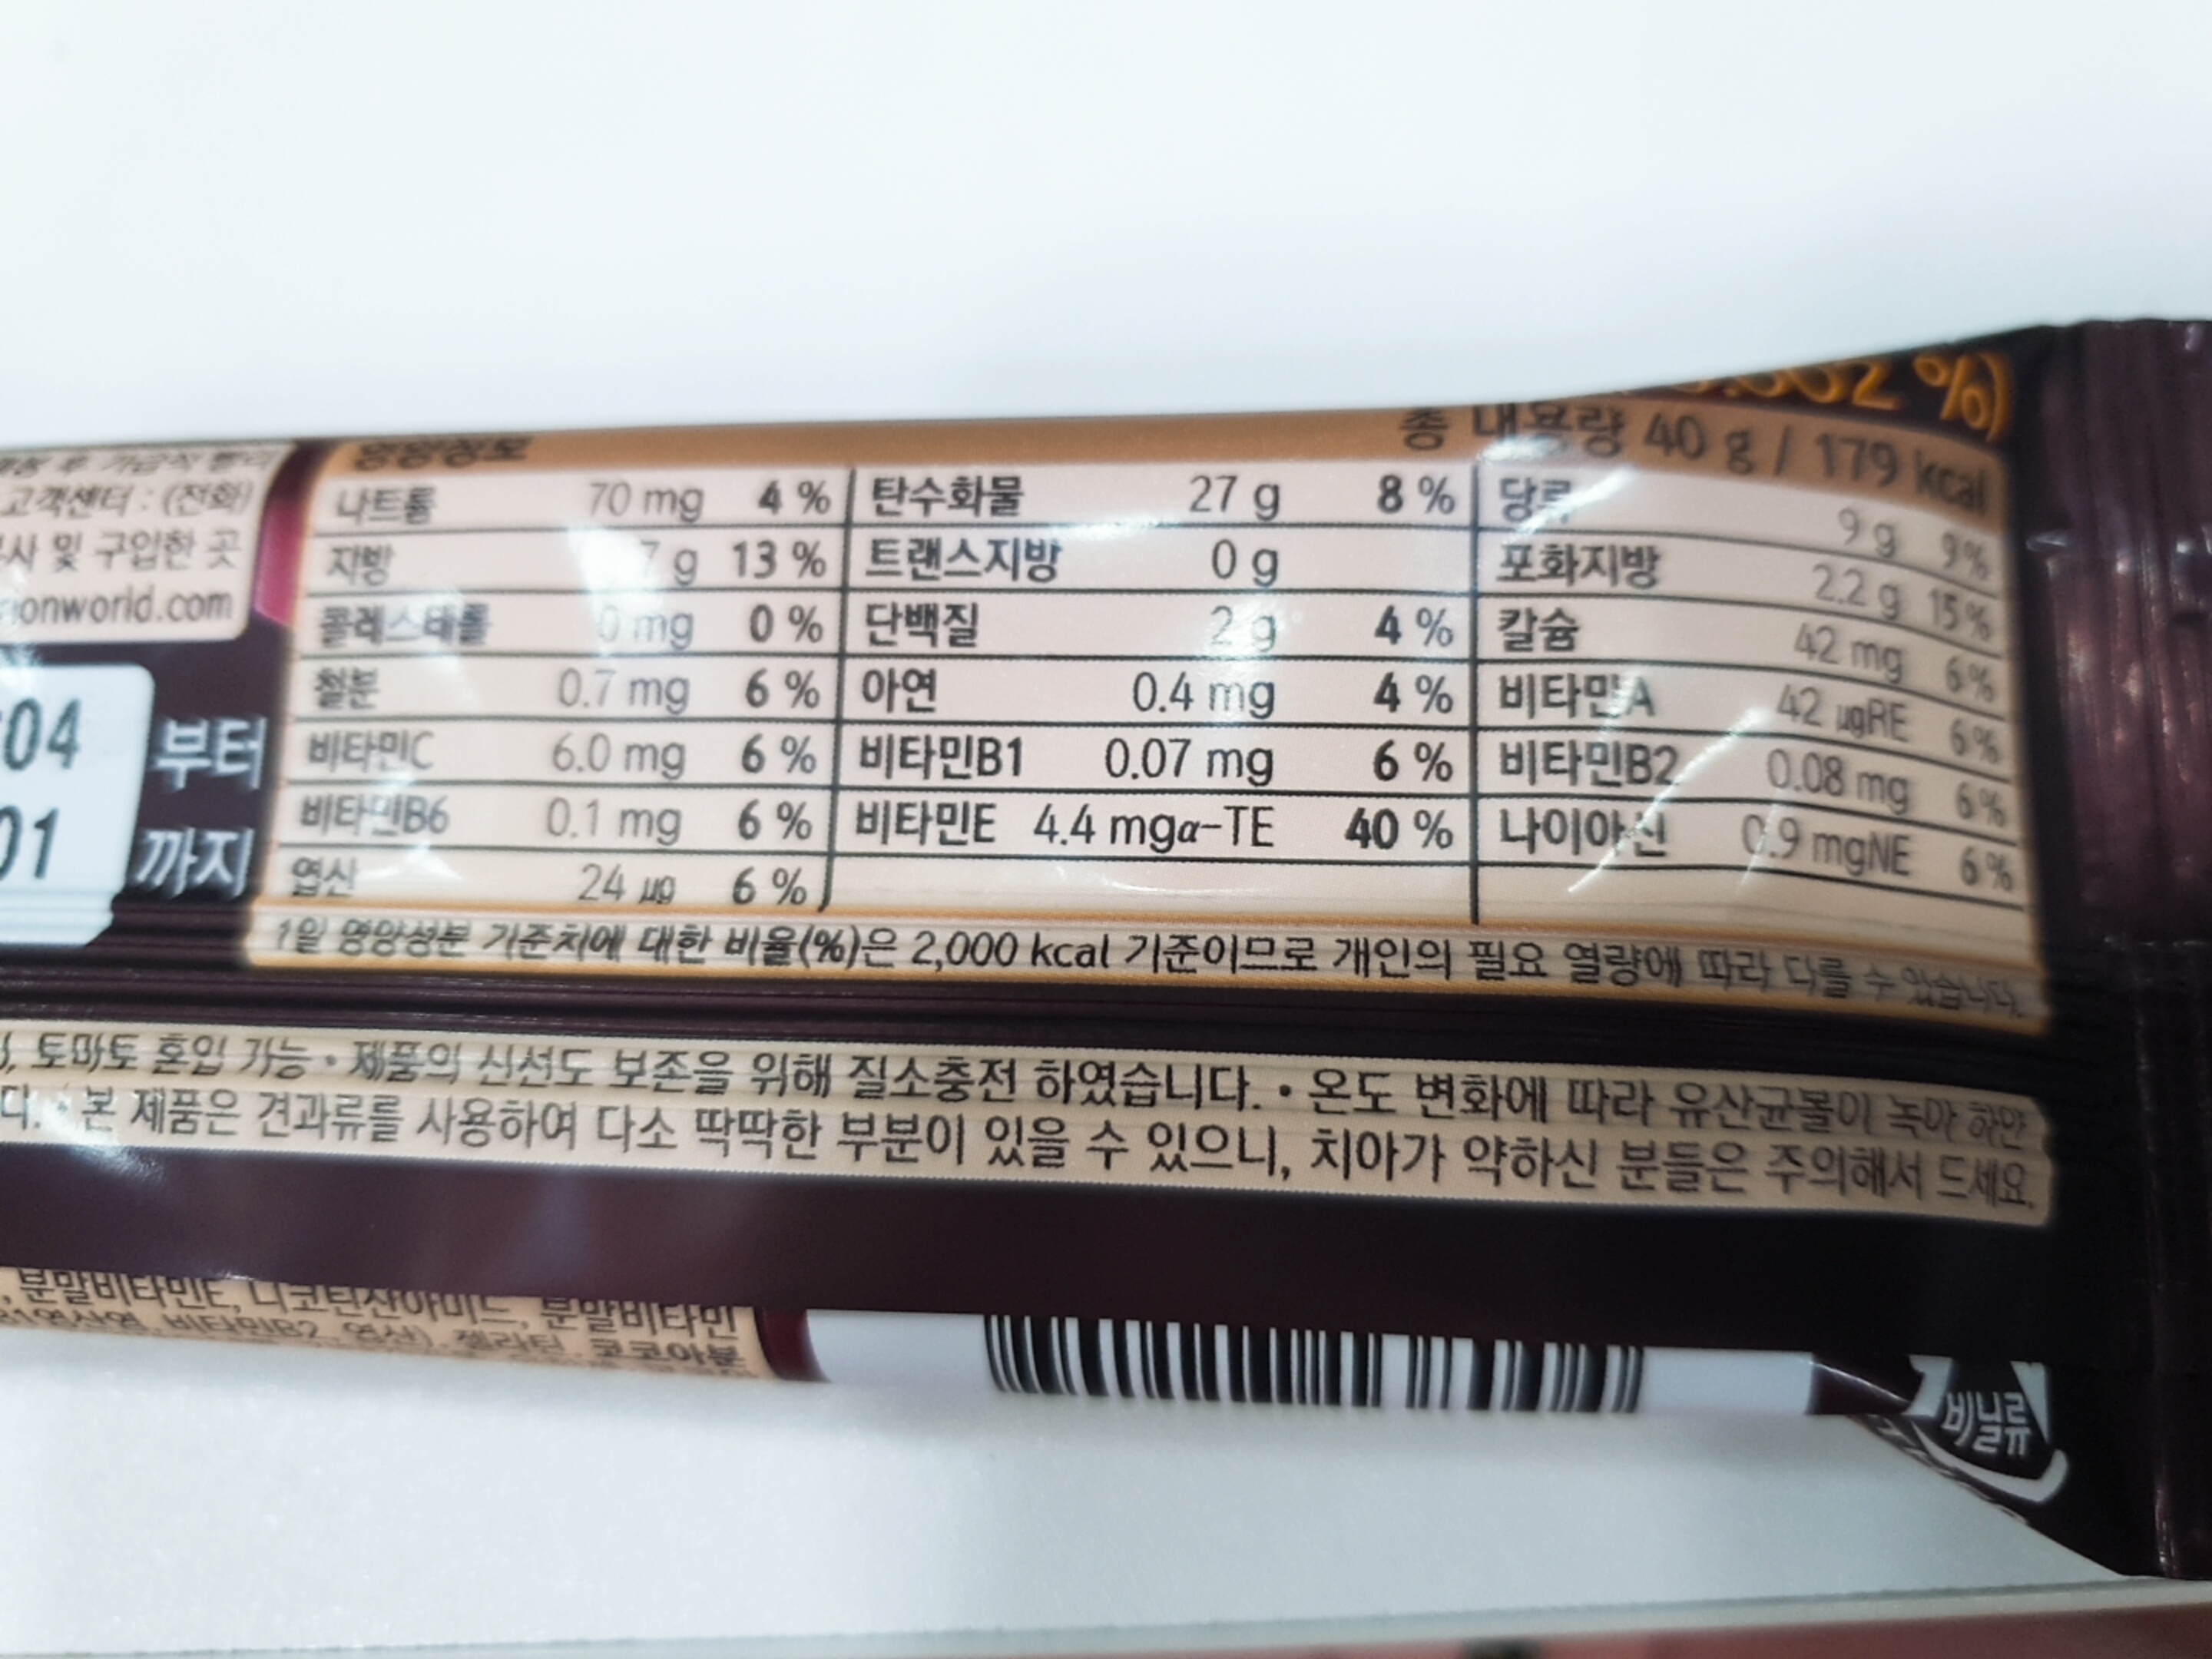 .002 %)
영양정보
총 내용량 40 g / 179 kcal
나트륨 70 mg 4 % 탄수화물 27 g 8 % 당류 9 g 9 %
지방 7 g 13 % 트랜스지방 0 g 포화지방 2.2 g 15 %
콜레스테롤 0 mg 0 % 단백질 2 g 4 % 칼슘 42 mg 6 %
철분 0.7 mg 6 % 아연 0.4 mg 4 % 비타민A 42 µgRE 6 %
비타민C 6.0 mg 6 % 비타민B1 0.07 mg 6 % 비타민B2 0.08 mg 6 %
비타민B6 0.1 mg 6 % 비타민E 4.4 mgα-TE 40 % 나이아신 0.9 mgNE 6 %
엽산 24 µg 6 %
1일 영양성분 기준치에 대한 비율(%)은 2,000 kcal 기준이므로 개인의 필요 열량에 따라 다를 수 있습니다.
후 가급적 빨리
고객센터 : (전화)
및 구입한 곳
onworld.com
04 부터
01 까지
, 토마토 혼입 가능 • 제품의 신선도 보존을 위해 질소충전 하였습니다. • 온도 변화에 따라 유산균볼이 녹아 하얀
다. • 본 제품은 견과류를 사용하여 다소 딱딱한 부분이 있을 수 있으니, 치아가 약하신 분들은 주의해서 드세요.
, 분말비타민E, 니코틴산아미드, 분말비타민
B1염산염, 비타민B2, 엽산), 젤라틴, 코코아분
비닐류